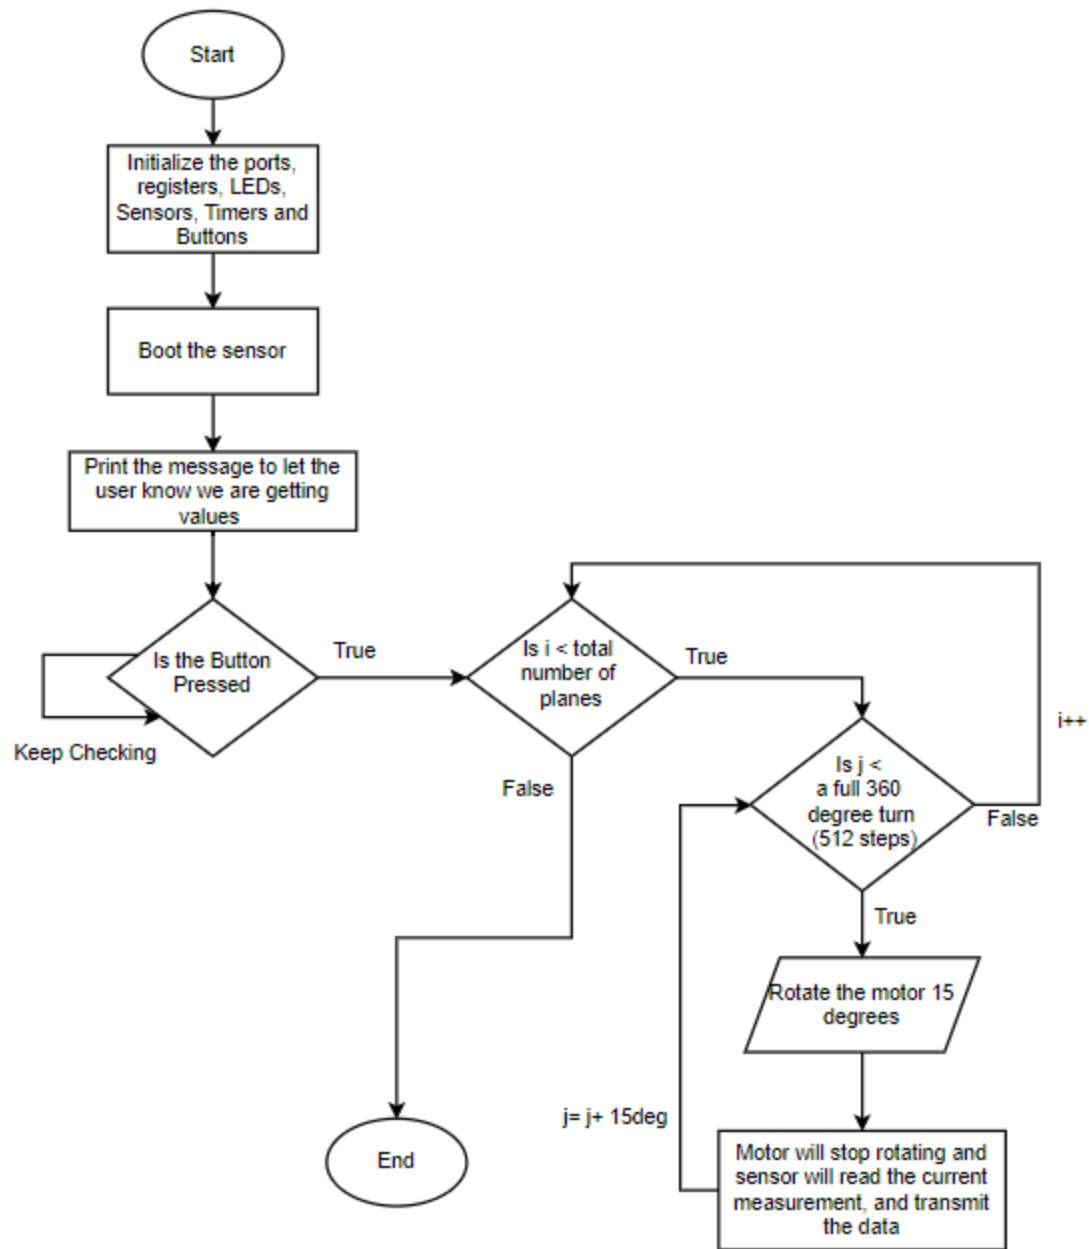 Start
Initialize the ports,
registers, LEDs,
Sensors, Timers and
Buttons
Boot the sensor
Print the message to let the
user know we are getting
values
Is the Button
Pressed
True
Keep Checking
Is i < total
number of
planes
True
False
i++
Is j <
a full 360
degree turn
(512 steps)
False
True
Rotate the motor 15
degrees
j= j+ 15deg
Motor will stop rotating and
sensor will read the current
measurement, and transmit
the data
End